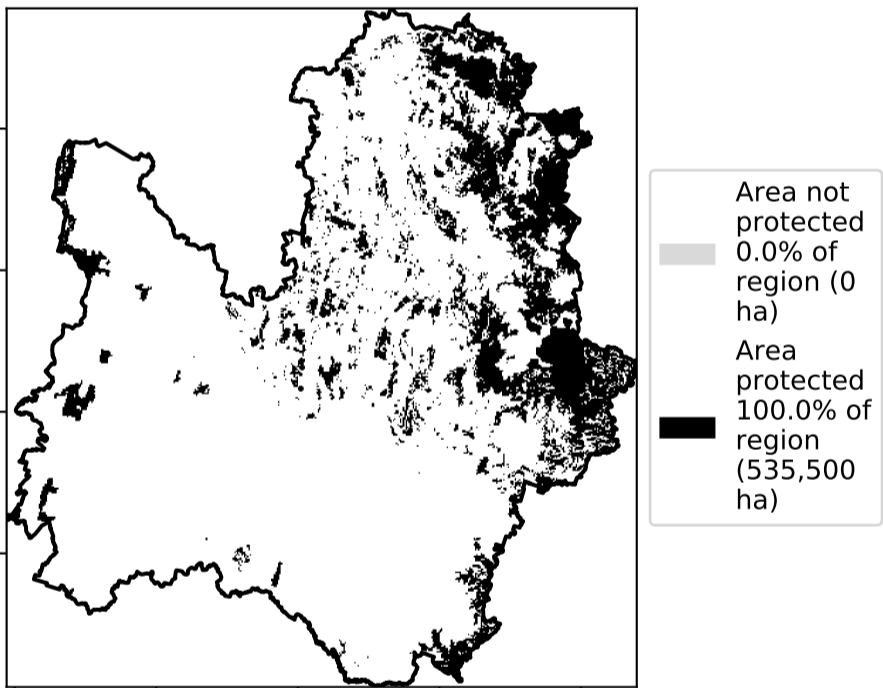 Area not
protected
0.0% of
region (0
ha)
Area
protected
100.0% of
region
(535,500
ha)